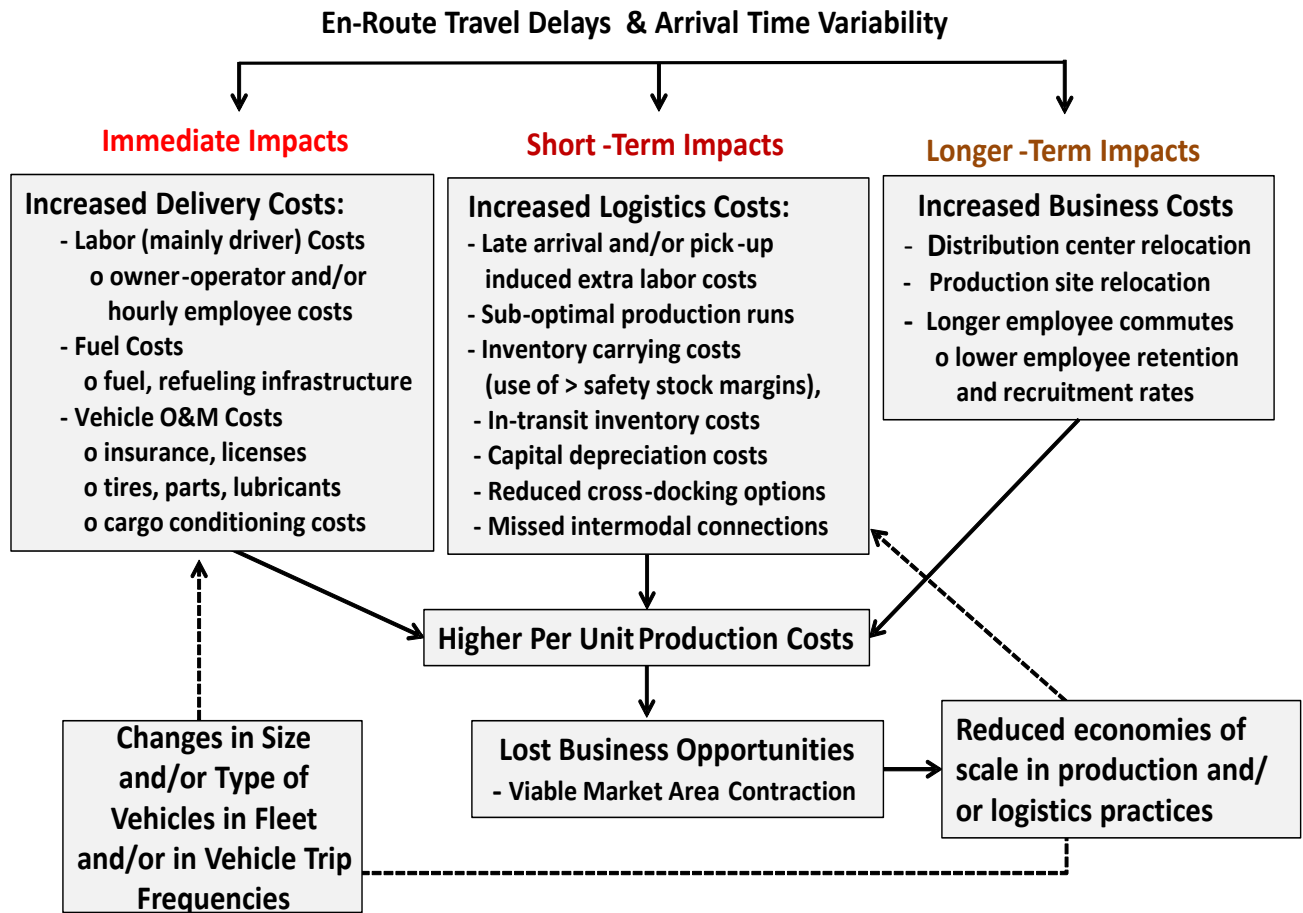 En-Route Travel Delays & Arrival Time Variability
Immediate Impacts
Increased Delivery Costs:
- Labor (mainly driver) Costs
o owner-operator and/or
hourly employee costs
- Fuel Costs
o fuel, refueling infrastructure
- Vehicle O&M Costs
o insurance, licenses
o tires, parts, lubricants
o cargo conditioning costs
Short -Term Impacts
Increased Logistics Costs:
- Late arrival and/or pick -up
induced extra labor costs
- Sub-optimal production runs
- Inventory carrying costs
(use of > safety stock margins),
- In-transit inventory costs
- Capital depreciation costs
- Reduced cross-docking options
- Missed intermodal connections
Longer -Term Impacts
Increased Business Costs
- Distribution center relocation
- Production site relocation
- Longer employee commutes
o lower employee retention
and recruitment rates
Higher Per Unit Production Costs
Changes in Size
and/or Type of
Vehicles in Fleet
and/or in Vehicle Trip
Frequencies
Lost Business Opportunities
- Viable Market Area Contraction
Reduced economies of
scale in production and/
or logistics practices